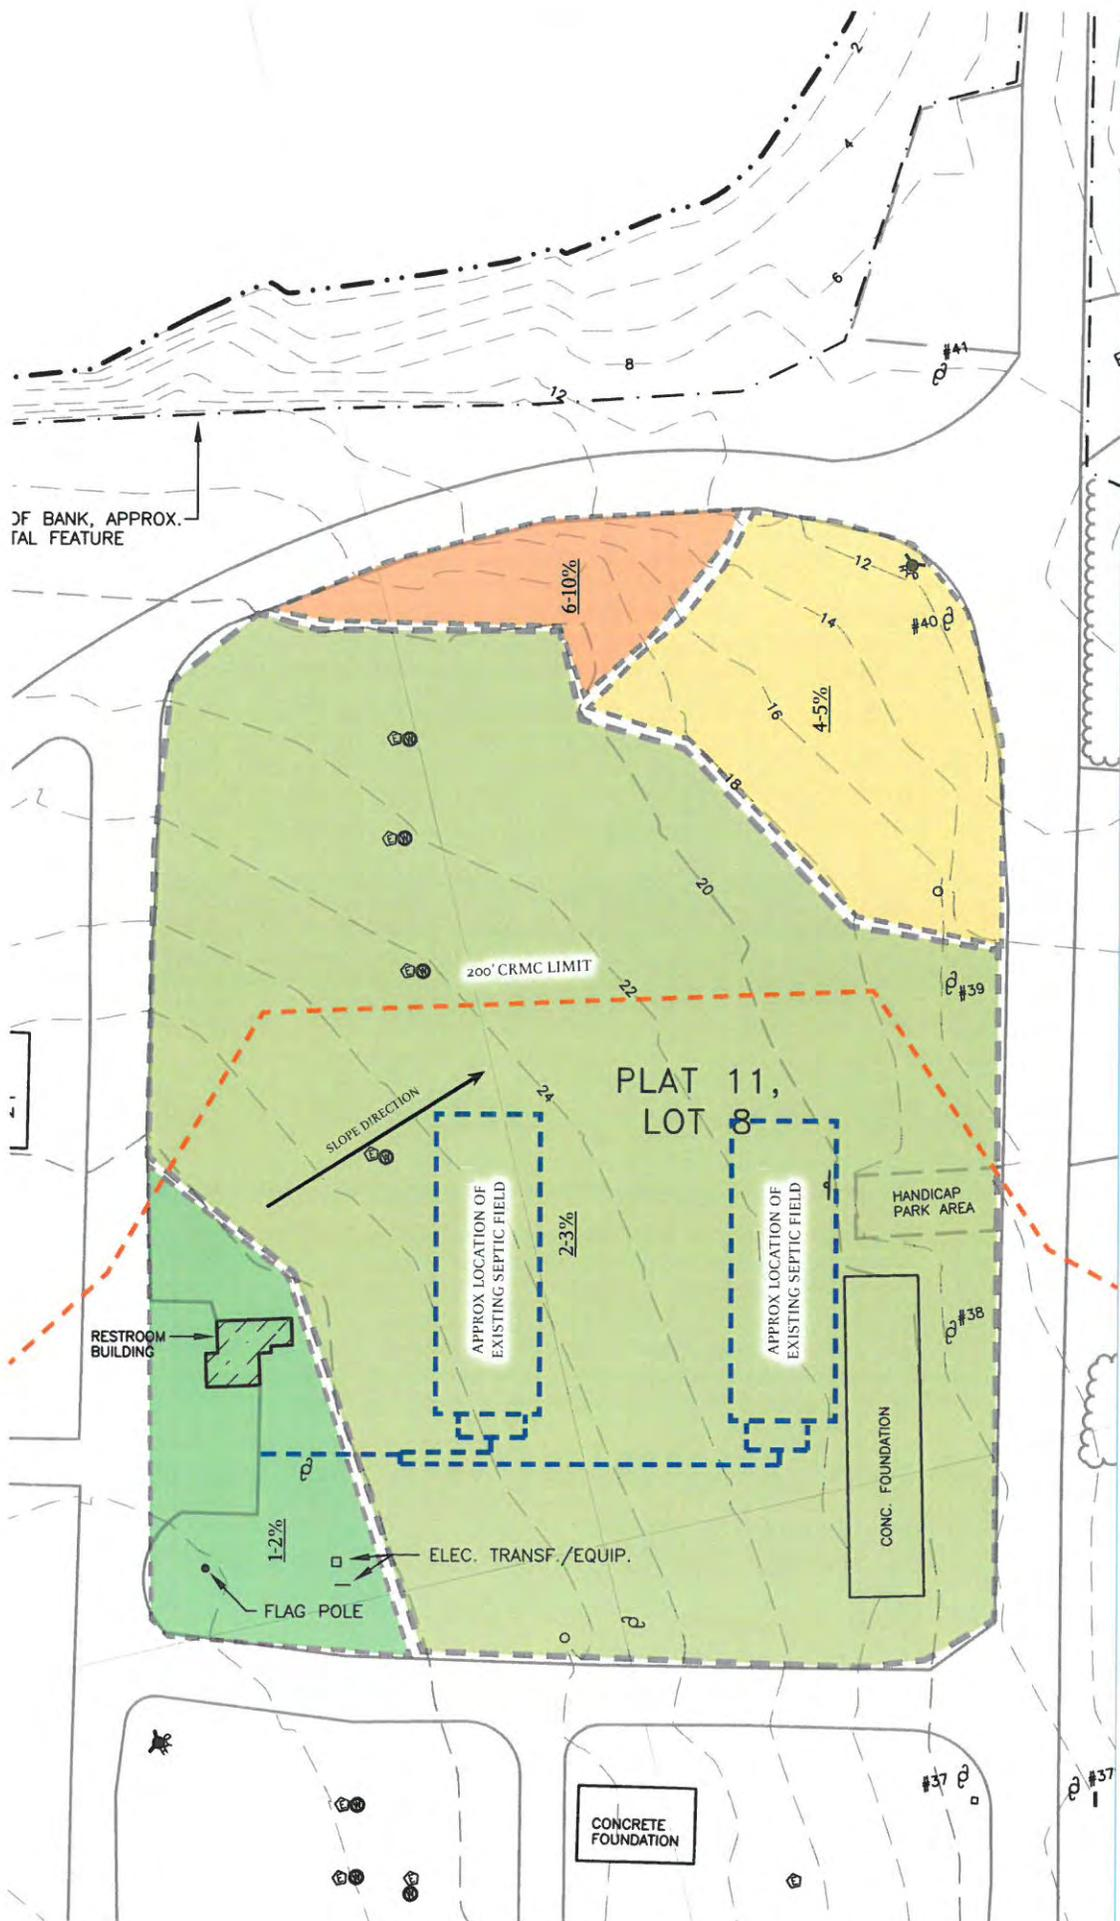 2
4
6
8
12
#41
OF BANK, APPROX.
TAL FEATURE
6-10%
12
14
#40
16
4-5%
18
20
200' CRMC LIMIT
22
#39
24
PLAT 11,
LOT 8
SLOPE DIRECTION
APPROX LOCATION OF
EXISTING SEPTIC FIELD
2-3%
APPROX LOCATION OF
EXISTING SEPTIC FIELD
HANDICAP
PARK AREA
RESTROOM
BUILDING
#38
CONC. FOUNDATION
1-2%
ELEC. TRANSF./EQUIP.
FLAG POLE
#37
#37
CONCRETE
FOUNDATION